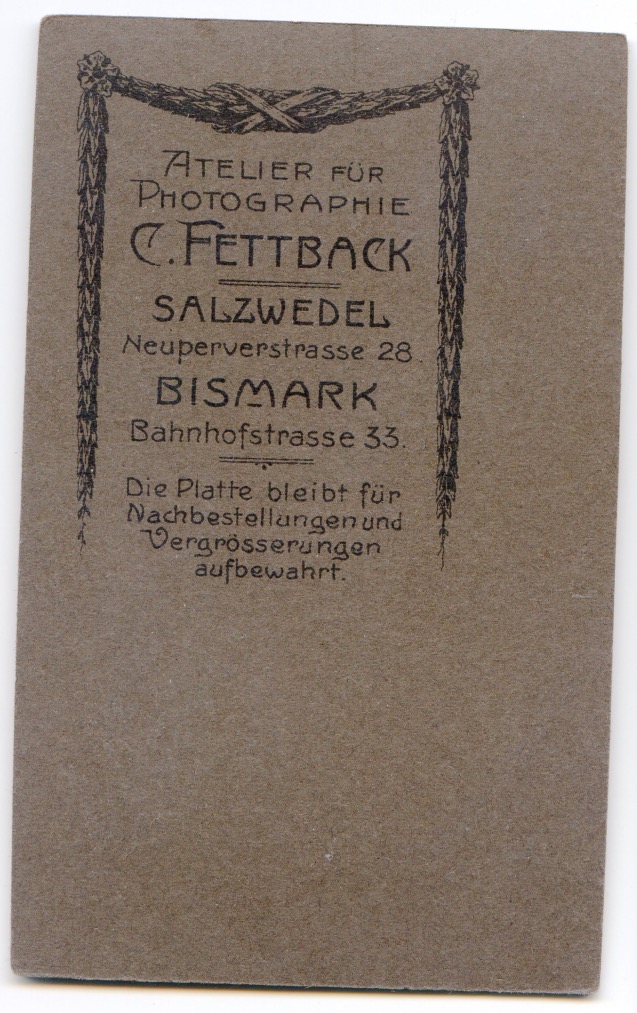 ATELIER FÜR
PHOTOGRAPHIE
C. FETTBACK
SALZWEDEL
Neuperverstrasse 28.
BISMARK
Bahnhofstrasse 33.
Die Platte bleibt für
Nachbestellungen und
Vergrösserungen
aufbewahrt.